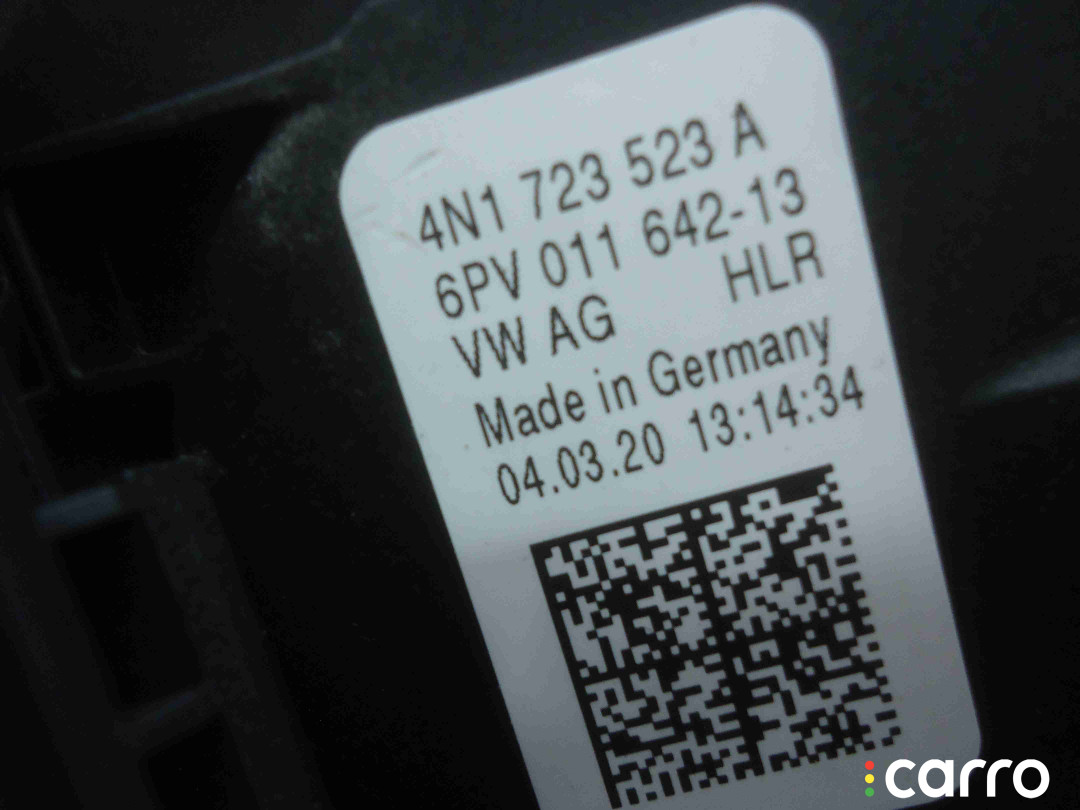 4N1 723 523 A
6PV 011 642-13
VW AG HLR
Made in Germany
04.03.20 13:14:34
carro